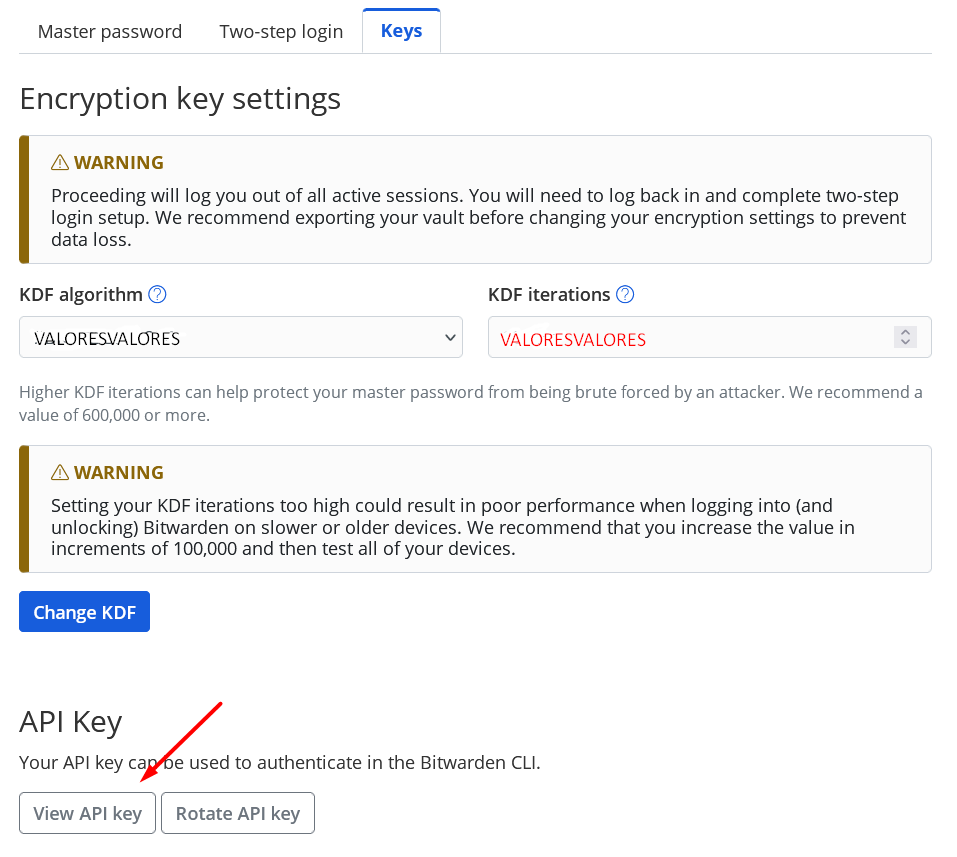 Master password Two-step login Keys
Encryption key settings
WARNING
Proceeding will log you out of all active sessions. You will need to log back in and complete two-step
login setup. We recommend exporting your vault before changing your encryption settings to prevent
data loss.
KDF algorithm ? KDF iterations ?
VALORESVALORES VALORESVALORES
Higher KDF iterations can help protect your master password from being brute forced by an attacker. We recommend a
value of 600,000 or more.
WARNING
Setting your KDF iterations too high could result in poor performance when logging into (and
unlocking) Bitwarden on slower or older devices. We recommend that you increase the value in
increments of 100,000 and then test all of your devices.
Change KDF
API Key
Your API key can be used to authenticate in the Bitwarden CLI.
View API key Rotate API key